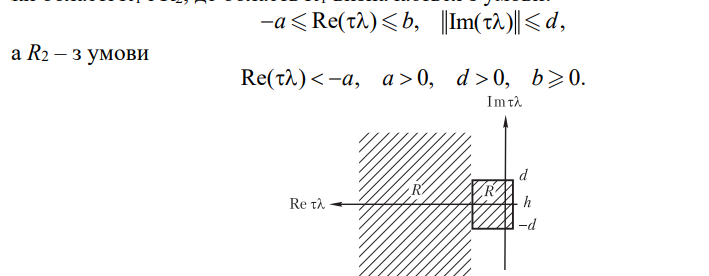 −a ⩽ Re(τλ) ⩽ b, ‖Im(τλ)‖ ⩽ d,
а R₂ – з умови
Re(τλ) < −a, a > 0, d > 0, b ⩾ 0.
Im τλ
d
R R
Re τλ h
−d